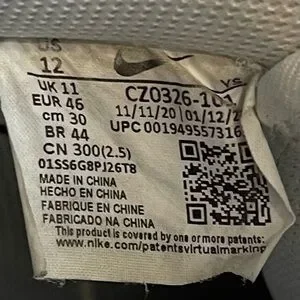 US
12
YS
UK 11
EUR 46
cm 30
BR 44
CN 300(2.5)
CZ0326-101
11/11/20
01/12/2
UPC 001949557316
01SS6G8PJ26T8
MADE IN CHINA
HECHO EN CHINA
FABRIQUE EN CHINE
FABRICADO NA CHINA
This product is covered by one or more patents:
www.nike.com/patentsvirtualmarking